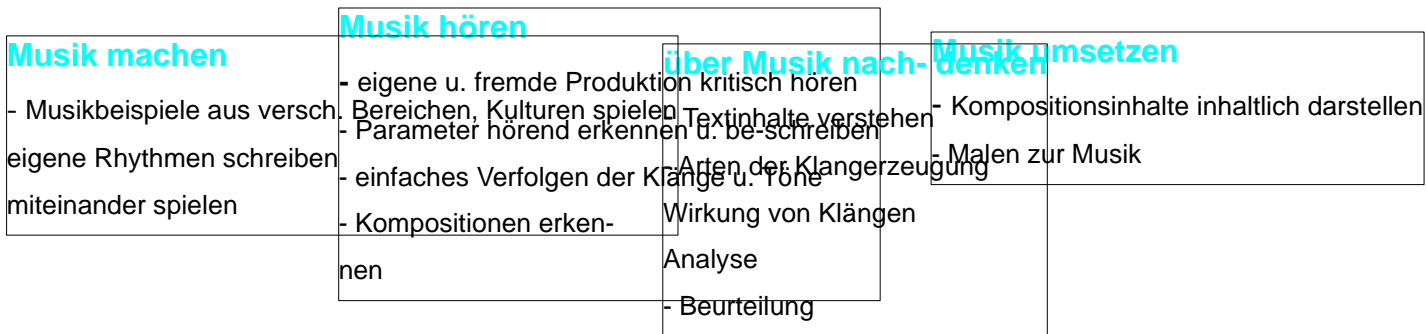 Musik machen
- Musikbeispiele aus versch. Bereichen, Kulturen spielen
eigene Rhythmen schreiben
miteinander spielen
Musik hören
- eigene u. fremde Produktion kritisch hören
- Parameter hörend erkennen u. be-schreiben
- einfaches Verfolgen der Klänge u. Töne
- Kompositionen erken-
nen
über Musik nach- denken
- Textinhalte verstehen
- Arten der Klangerzeugung
Wirkung von Klängen
Analyse
- Beurteilung
Musik umsetzen
- Kompositionsinhalte inhaltlich darstellen
- Malen zur Musik